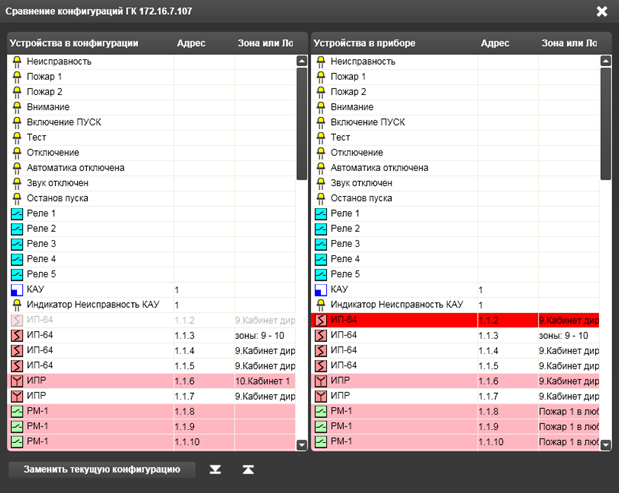 Сравнение конфигураций ГК 172.16.7.107
Устройства в конфигурации Адрес Зона или Ло
Неисправность
Пожар 1
Пожар 2
Внимание
Включение ПУСК
Тест
Отключение
Автоматика отключена
Звук отключен
Останов пуска
Реле 1
Реле 2
Реле 3
Реле 4
Реле 5
КАУ 1
Индикатор Неисправность КАУ 1
ИП-64 1.1.2 9.Кабинет дир
ИП-64 1.1.3 зоны: 9 - 10
ИП-64 1.1.4 9.Кабинет дир
ИП-64 1.1.5 9.Кабинет дир
ИПР 1.1.6 10.Кабинет 1
ИПР 1.1.7 9.Кабинет дир
РМ-1 1.1.8
РМ-1 1.1.9
РМ-1 1.1.10
Устройства в приборе Адрес Зона или Ло
Неисправность
Пожар 1
Пожар 2
Внимание
Включение ПУСК
Тест
Отключение
Автоматика отключена
Звук отключен
Останов пуска
Реле 1
Реле 2
Реле 3
Реле 4
Реле 5
КАУ 1
Индикатор Неисправность КАУ 1
ИП-64 1.1.2 9.Кабинет дир
ИП-64 1.1.3 зоны: 9 - 10
ИП-64 1.1.4 9.Кабинет дир
ИП-64 1.1.5 9.Кабинет дир
ИПР 1.1.6 9.Кабинет дир
ИПР 1.1.7 9.Кабинет дир
РМ-1 1.1.8 Пожар 1 в люб
РМ-1 1.1.9 Пожар 1 в люб
РМ-1 1.1.10 Пожар 1 в люб
Заменить текущую конфигурацию